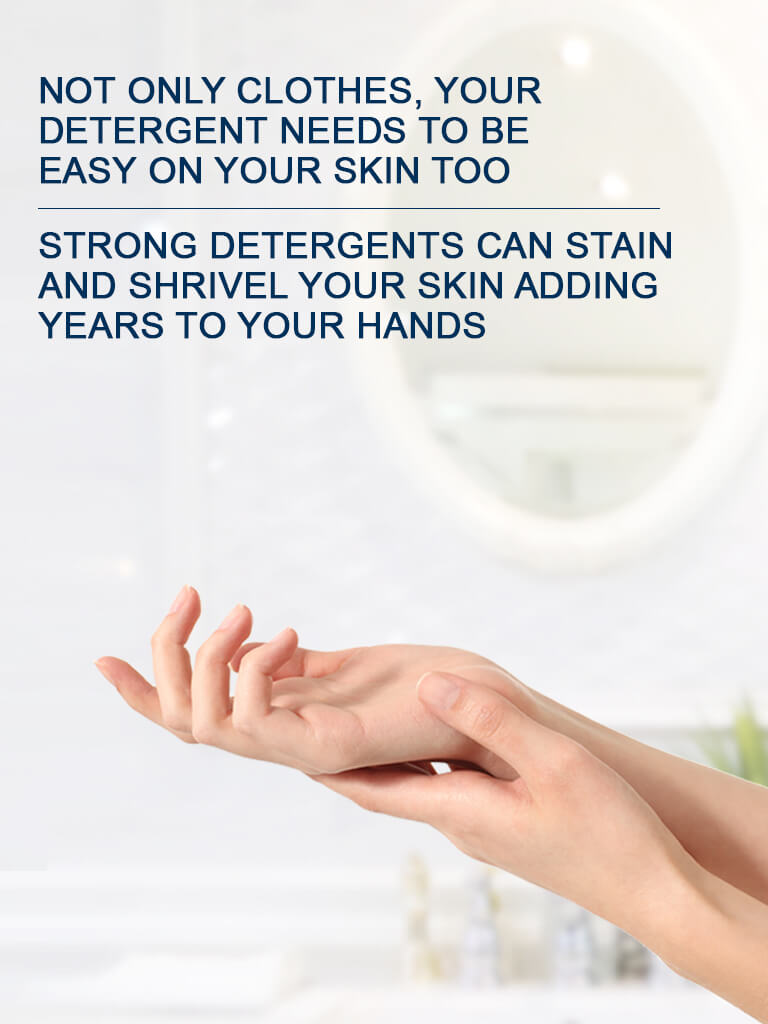 NOT ONLY CLOTHES, YOUR
DETERGENT NEEDS TO BE
EASY ON YOUR SKIN TOO
STRONG DETERGENTS CAN STAIN
AND SHRIVEL YOUR SKIN ADDING
YEARS TO YOUR HANDS